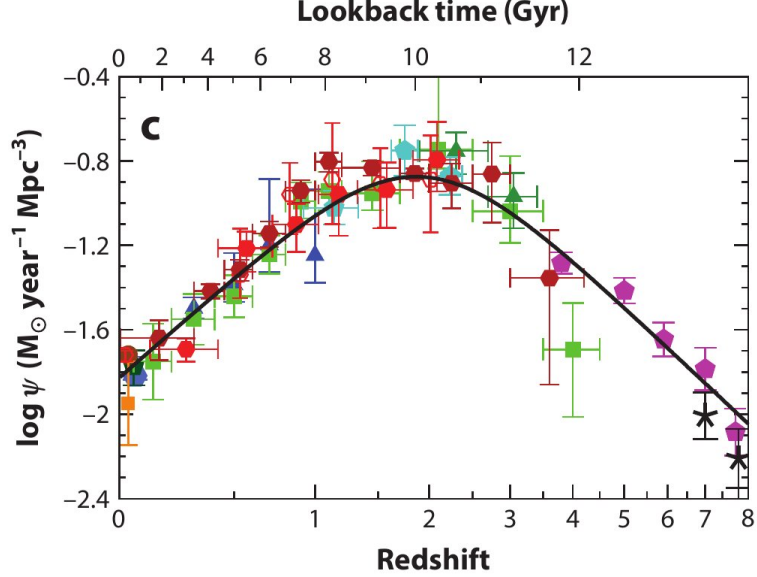 Lookback time (Gyr)
0 2 4 6 8 10 12
c
log ψ (M⊙ year−1 Mpc−3)
−0.4
−0.8
−1.2
−1.6
−2
−2.4
0 1 2 3 4 5 6 7 8
Redshift